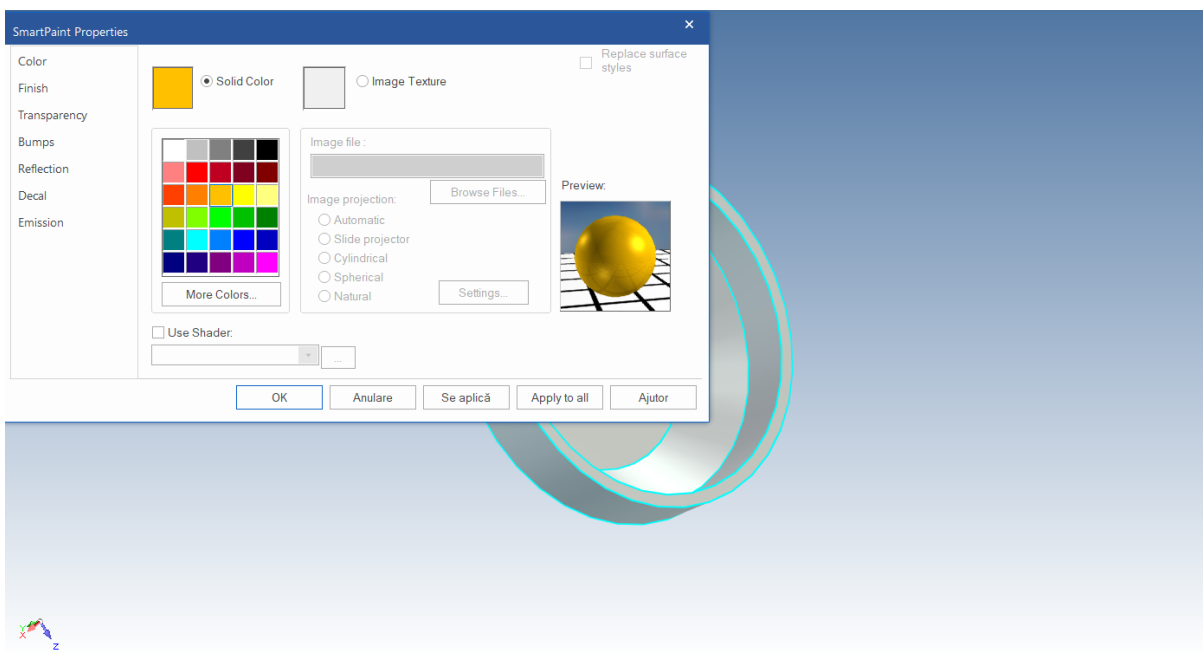 SmartPaint Properties
Color
Finish
Transparency
Bumps
Reflection
Decal
Emission
Solid Color
Image Texture
Replace surface
styles
Image file :
Browse Files...
Image projection:
Automatic
Slide projector
Cylindrical
Spherical
Natural
Settings...
More Colors...
Preview:
Use Shader:
...
OK
Anulare
Se aplică
Apply to all
Ajutor
Y
X
Z